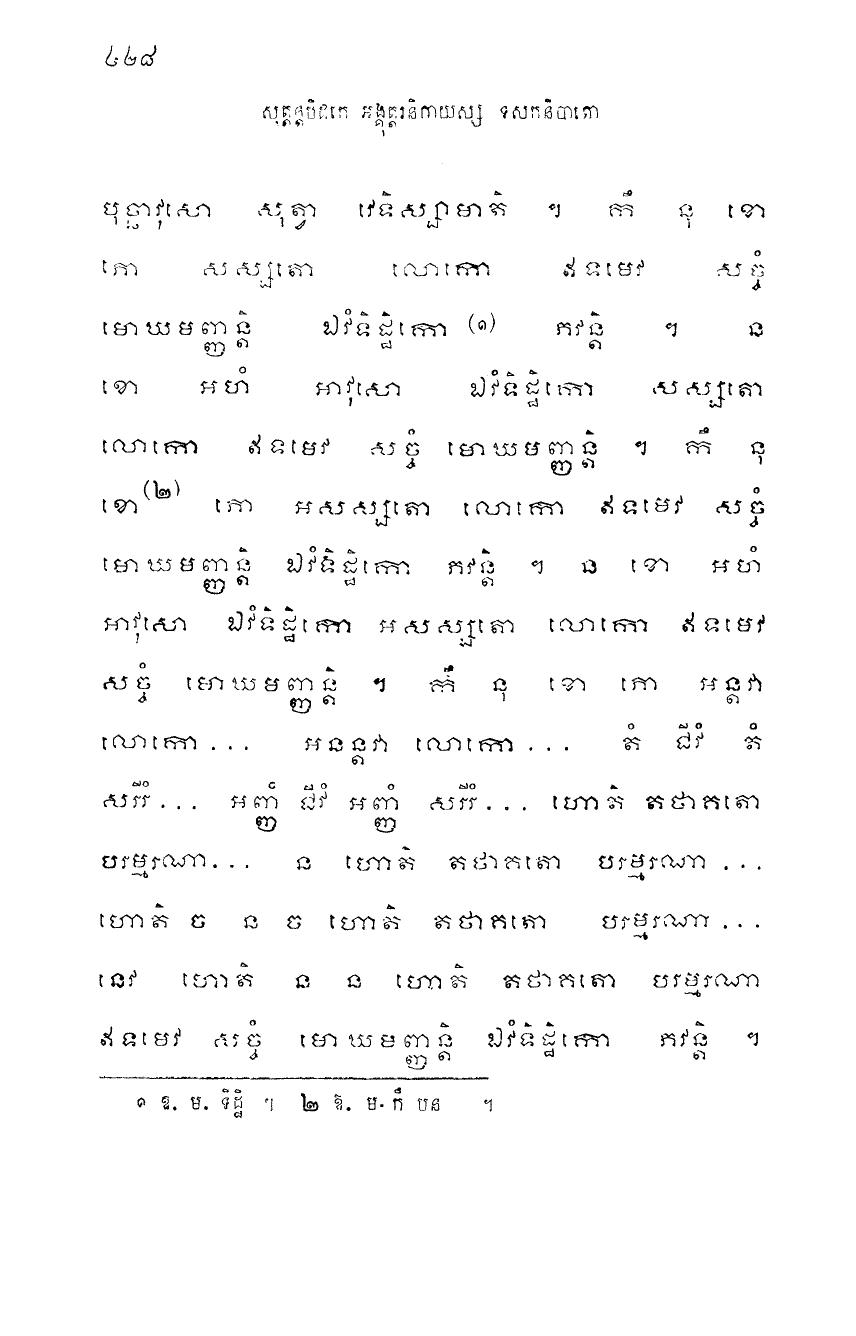 ៤២៨
សុត្តន្តបិដកេ អង្គុត្តរនិកាយស្ស ទសកនិបាតោ
បុច្ឆាវុសោ សុត្វា វេទិស្សាមាតិ ។ កឹ នុ ខោ
ភោ សស្សតោ លោកោ ឥទមេវ សច្ចំ
មោឃមញ្ញន្តិ ឯវំទិដ្ឋិកោ (១) ភវន្តិ ។ ន
ខោ អហំ អាវុសោ ឯវំទិដ្ឋិកោ សស្សតោ
លោកោ ឥទមេវ សច្ចំ មោឃមញ្ញន្តិ ។ កឹ នុ
ខោ (២) ភោ អសស្សតោ លោកោ ឥទមេវ សច្ចំ
មោឃមញ្ញន្តិ ឯវំទិដ្ឋិកោ ភវន្តិ ។ ន ខោ អហំ
អាវុសោ ឯវំទិដ្ឋិកោ អសស្សតោ លោកោ ឥទមេវ
សច្ចំ មោឃមញ្ញន្តិ ។ កឹ នុ ខោ ភោ អន្តវា
លោកោ ... អនន្តវា លោកោ ... តំ ជីវំ តំ
សរីរំ ... អញ្ញំ ជីវំ អញ្ញំ សរីរំ ... ហោតិ តថាគតោ
បរម្មរណា ... ន ហោតិ តថាគតោ បរម្មរណា ...
ហោតិ ច ន ច ហោតិ តថាគតោ បរម្មរណា ...
នេវ ហោតិ ន ន ហោតិ តថាគតោ បរម្មរណា
ឥទមេវ សច្ចំ មោឃមញ្ញន្តិ ឯវំទិដ្ឋិកោ ភវន្តិ ។
១ ឱ. ម. ទិដ្ឋិ ។ ២ ឱ. ម. កឹ បន ។